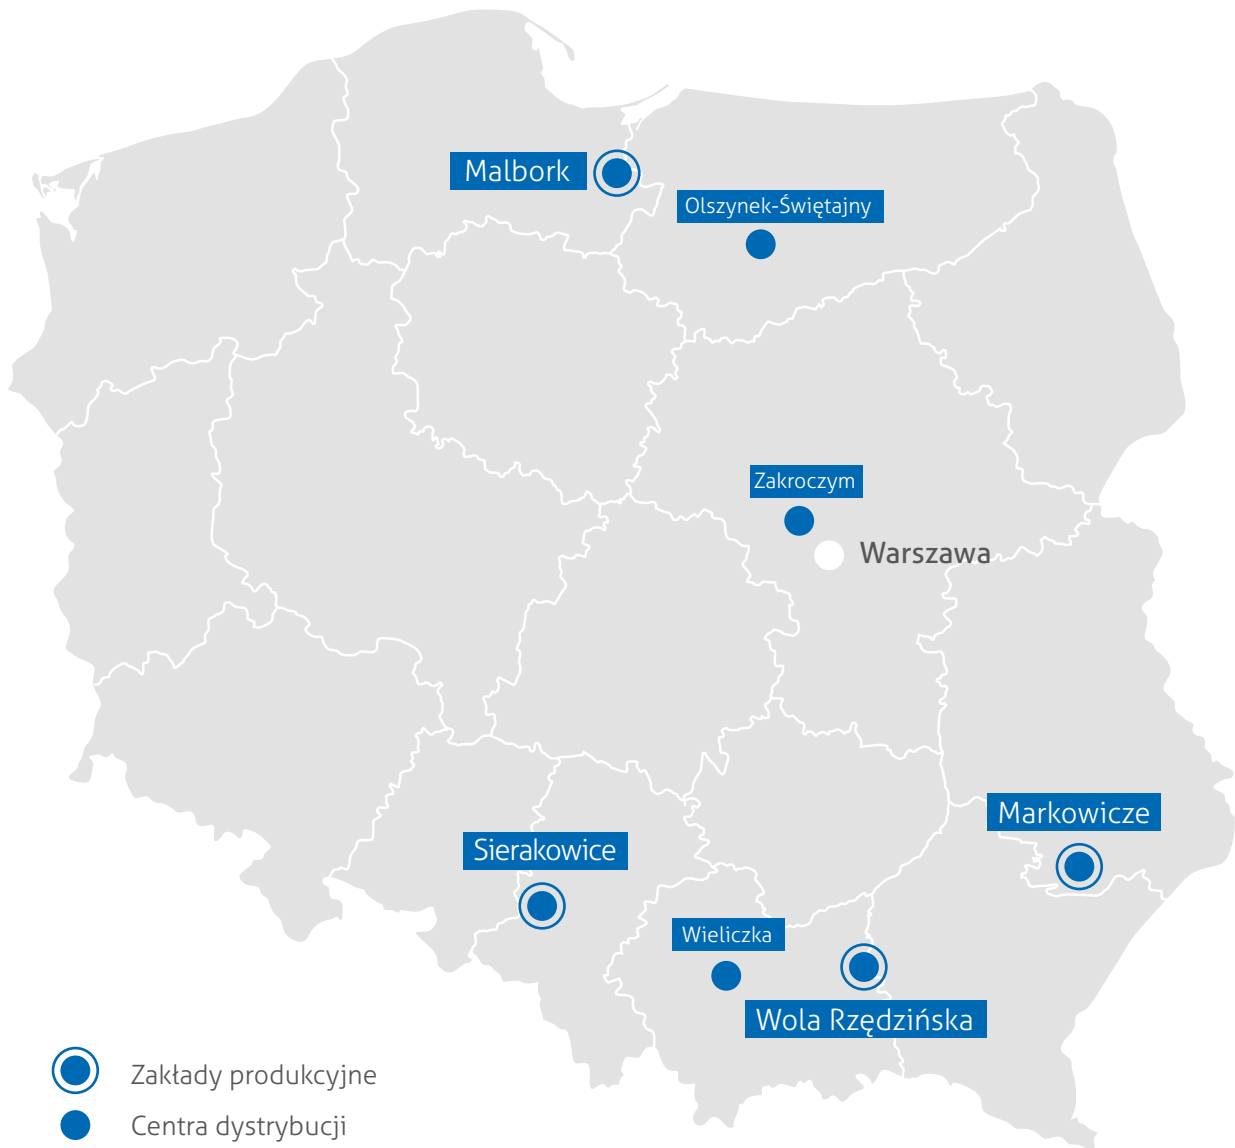 Malbork
Olszynek-Świętajny
Zakroczym
Warszawa
Markowicze
Sierakowice
Wieliczka
Wola Rzędzińska
Zakłady produkcyjne
Centra dystrybucji